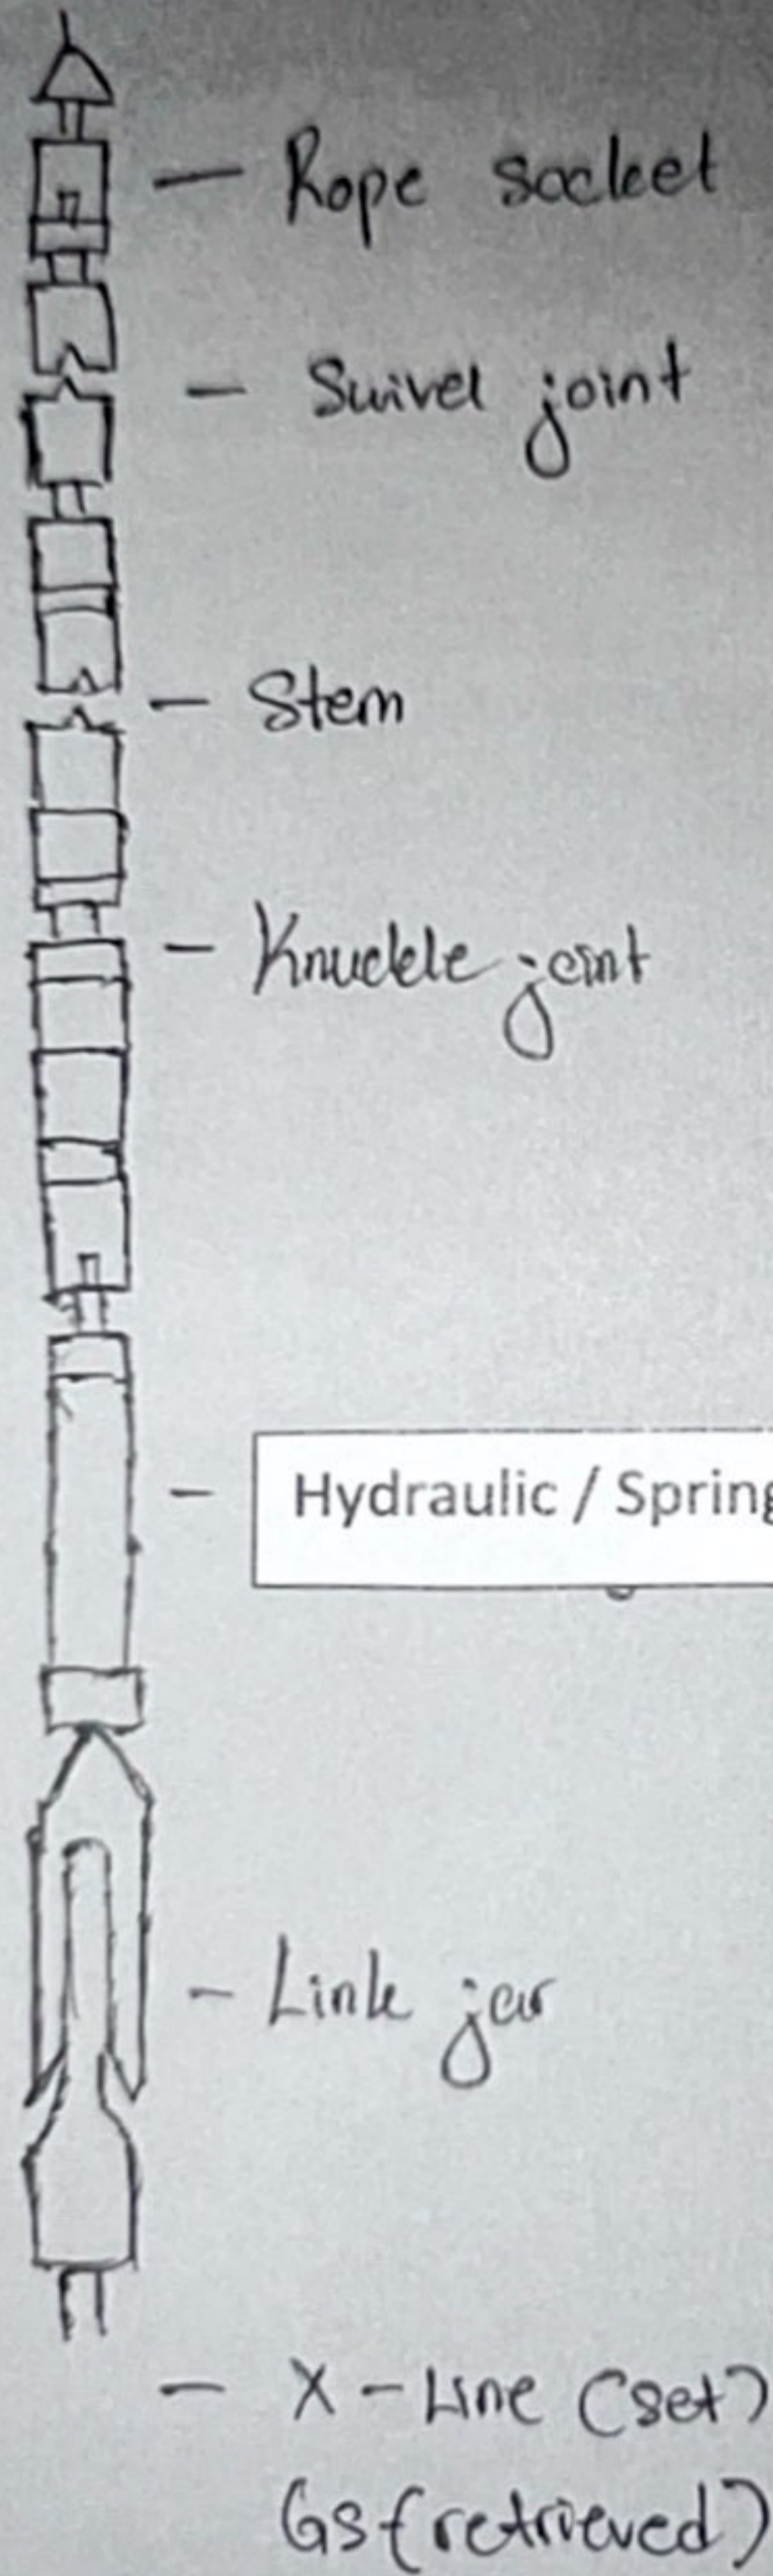 Rope socket
Swivel joint
Stem
Knuckle joint
Hydraulic / Spring
Link jar
X - Line (set)
GS (retrieved)